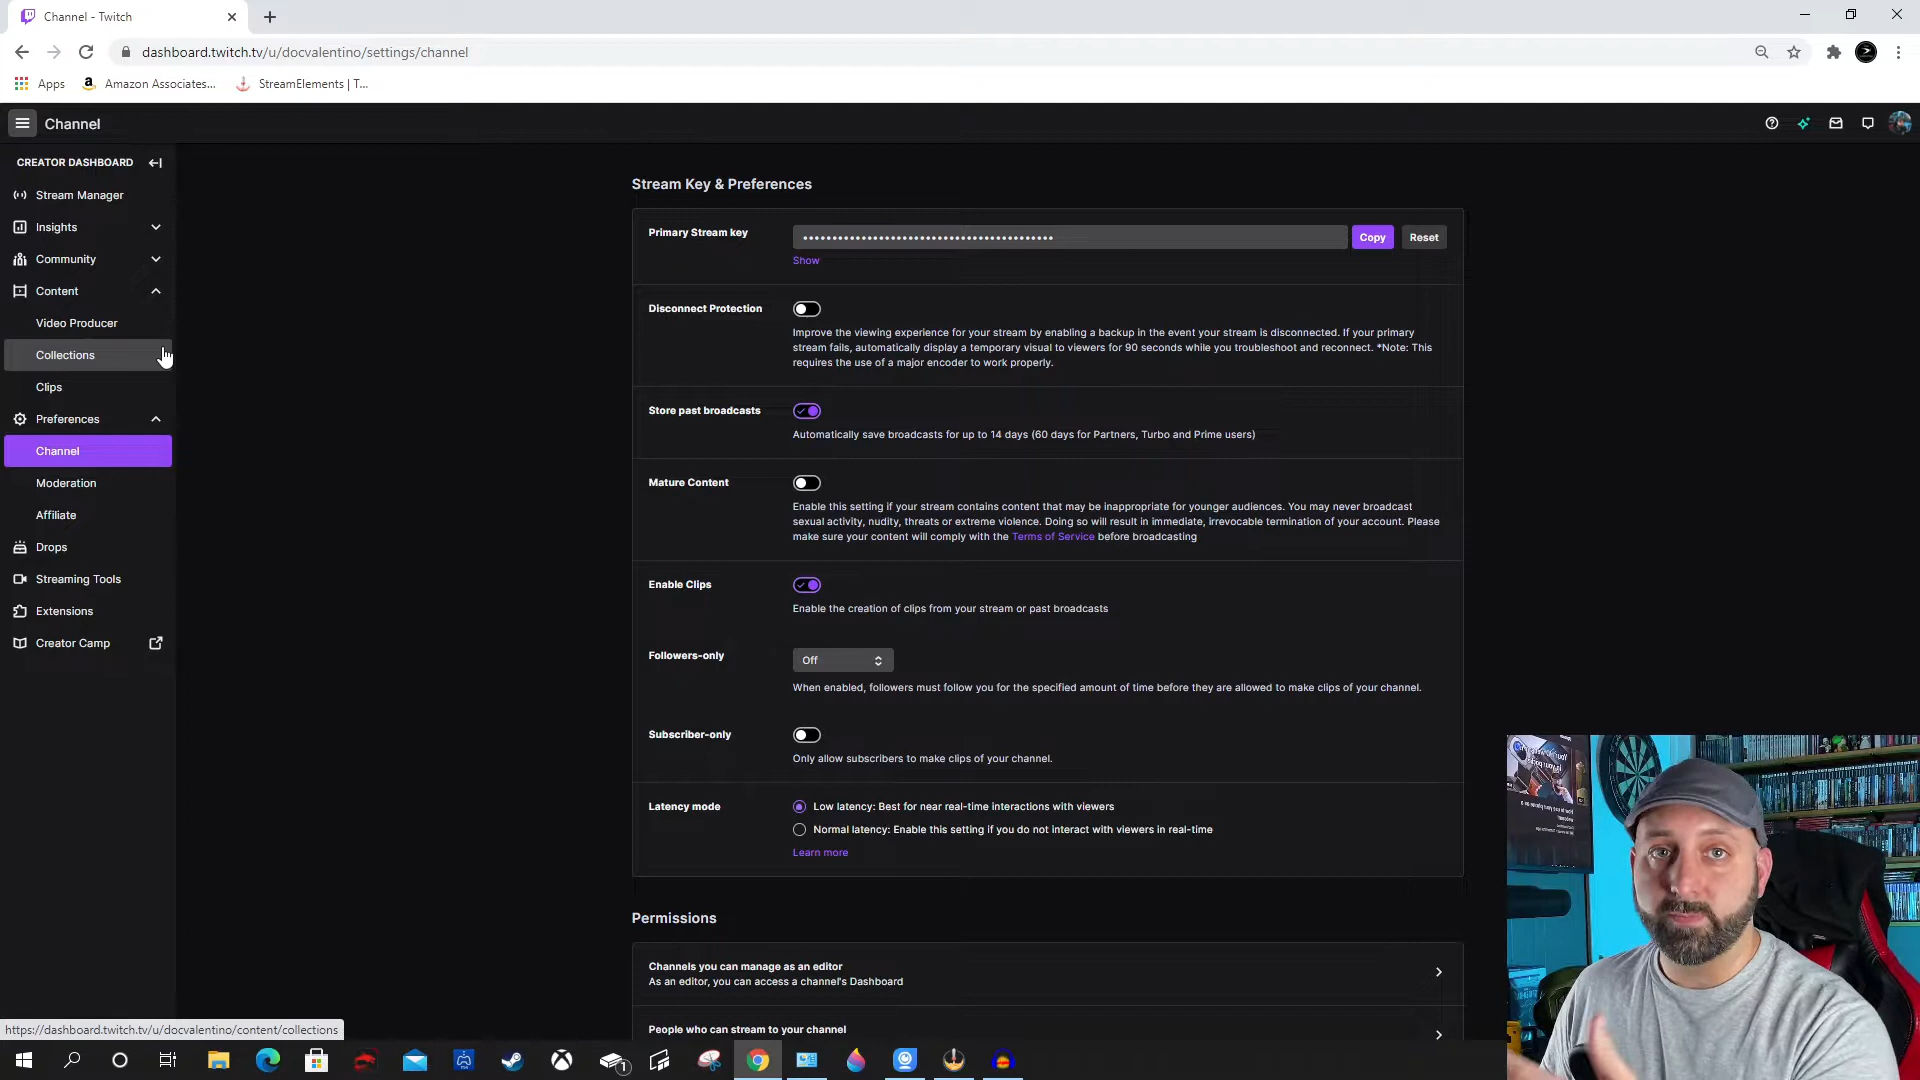 Channel - Twitch
dashboard.twitch.tv/u/docvalentino/settings/channel
Apps
Amazon Associates...
StreamElements | T...
Channel
CREATOR DASHBOARD
Stream Manager
Insights
Community
Content
Video Producer
Collections
Clips
Preferences
Channel
Moderation
Affiliate
Drops
Streaming Tools
Extensions
Creator Camp
Stream Key & Preferences
Primary Stream key
Copy
Reset
Show
Disconnect Protection
Improve the viewing experience for your stream by enabling a backup in the event your stream is disconnected. If your primary
stream fails, automatically display a temporary visual to viewers for 90 seconds while you troubleshoot and reconnect. *Note: This
requires the use of a major encoder to work properly.
Store past broadcasts
Automatically save broadcasts for up to 14 days (60 days for Partners, Turbo and Prime users)
Mature Content
Enable this setting if your stream contains content that may be inappropriate for younger audiences. You may never broadcast
sexual activity, nudity, threats or extreme violence. Doing so will result in immediate, irrevocable termination of your account. Please
make sure your content will comply with the Terms of Service before broadcasting
Enable Clips
Enable the creation of clips from your stream or past broadcasts
Followers-only
Off
When enabled, followers must follow you for the specified amount of time before they are allowed to make clips of your channel.
Subscriber-only
Only allow subscribers to make clips of your channel.
Latency mode
Low latency: Best for near real-time interactions with viewers
Normal latency: Enable this setting if you do not interact with viewers in real-time
Learn more
Permissions
Channels you can manage as an editor
As an editor, you can access a channel's Dashboard
People who can stream to your channel
https://dashboard.twitch.tv/u/docvalentino/content/collections
1